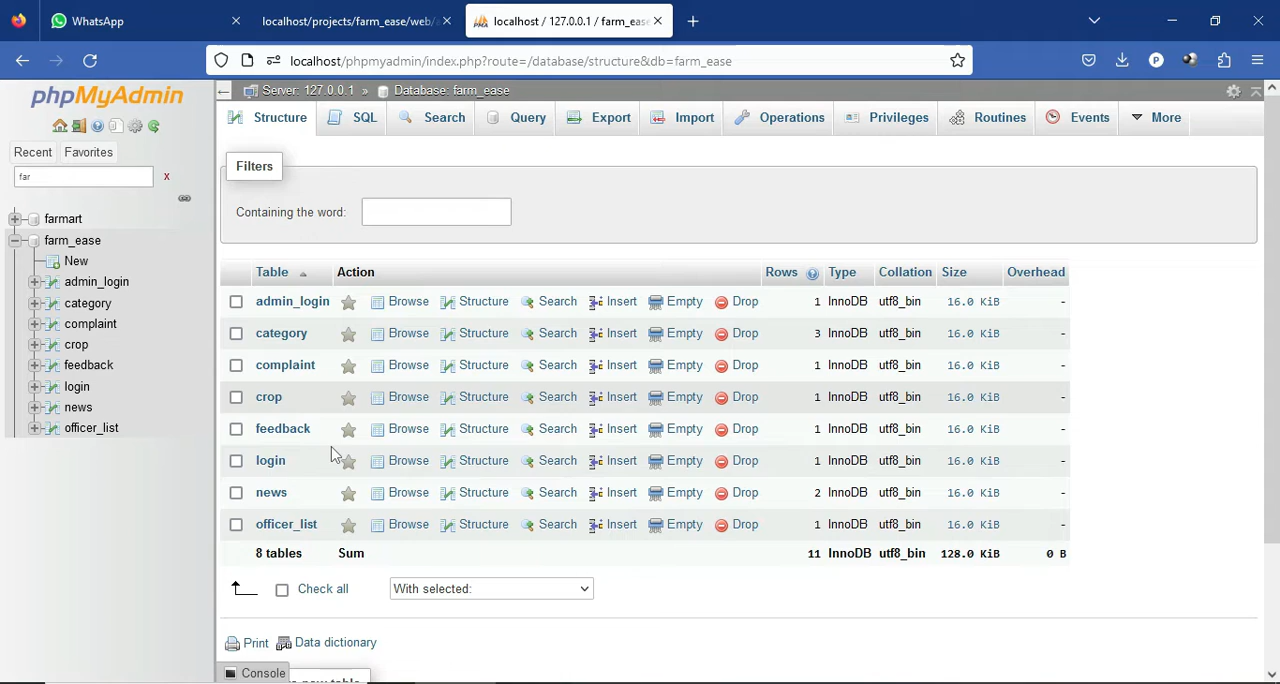 WhatsApp
localhost/projects/farm_ease/web/
localhost / 127.0.0.1 / farm_ease
localhost/phpmyadmin/index.php?route=/database/structure&db=farm_ease
phpMyAdmin
Recent Favorites
far x
farmart
farm_ease
New
admin_login
category
complaint
crop
feedback
login
news
officer_list
Server: 127.0.0.1 » Database: farm_ease
Structure SQL Search Query Export Import Operations Privileges Routines Events More
Filters
Containing the word:
Table Action Rows Type Collation Size Overhead
admin_login Browse Structure Search Insert Empty Drop 1 InnoDB utf8_bin 16.0 KiB -
category Browse Structure Search Insert Empty Drop 3 InnoDB utf8_bin 16.0 KiB -
complaint Browse Structure Search Insert Empty Drop 1 InnoDB utf8_bin 16.0 KiB -
crop Browse Structure Search Insert Empty Drop 1 InnoDB utf8_bin 16.0 KiB -
feedback Browse Structure Search Insert Empty Drop 1 InnoDB utf8_bin 16.0 KiB -
login Browse Structure Search Insert Empty Drop 1 InnoDB utf8_bin 16.0 KiB -
news Browse Structure Search Insert Empty Drop 2 InnoDB utf8_bin 16.0 KiB -
officer_list Browse Structure Search Insert Empty Drop 1 InnoDB utf8_bin 16.0 KiB -
8 tables Sum 11 InnoDB utf8_bin 128.0 KiB 0 B
Check all With selected:
Print Data dictionary
Console